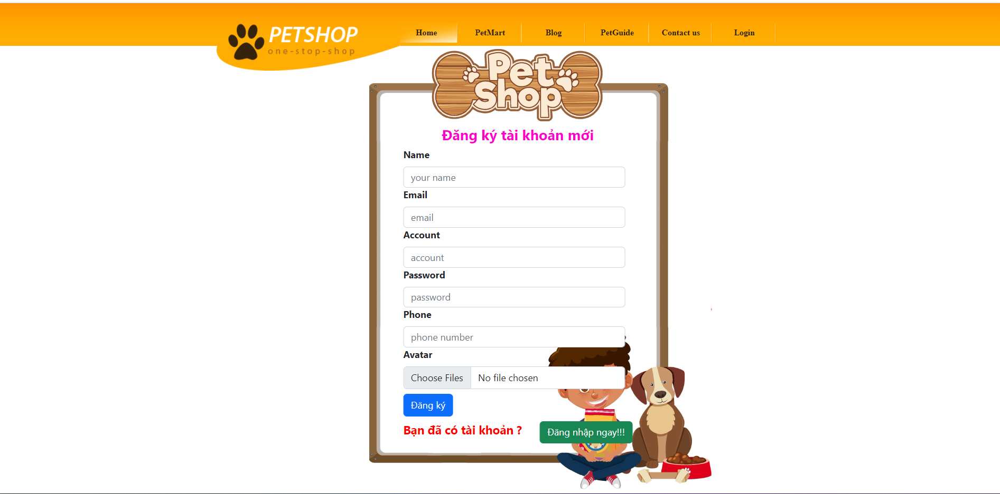 PETSHOP
one-stop-shop
Home
PetMart
Blog
PetGuide
Contact us
Login
Pet
Shop
Đăng ký tài khoản mới
Name
your name
Email
email
Account
account
Password
password
Phone
phone number
Avatar
Choose Files No file chosen
Đăng ký
Bạn đã có tài khoản ? Đăng nhập ngay!!!